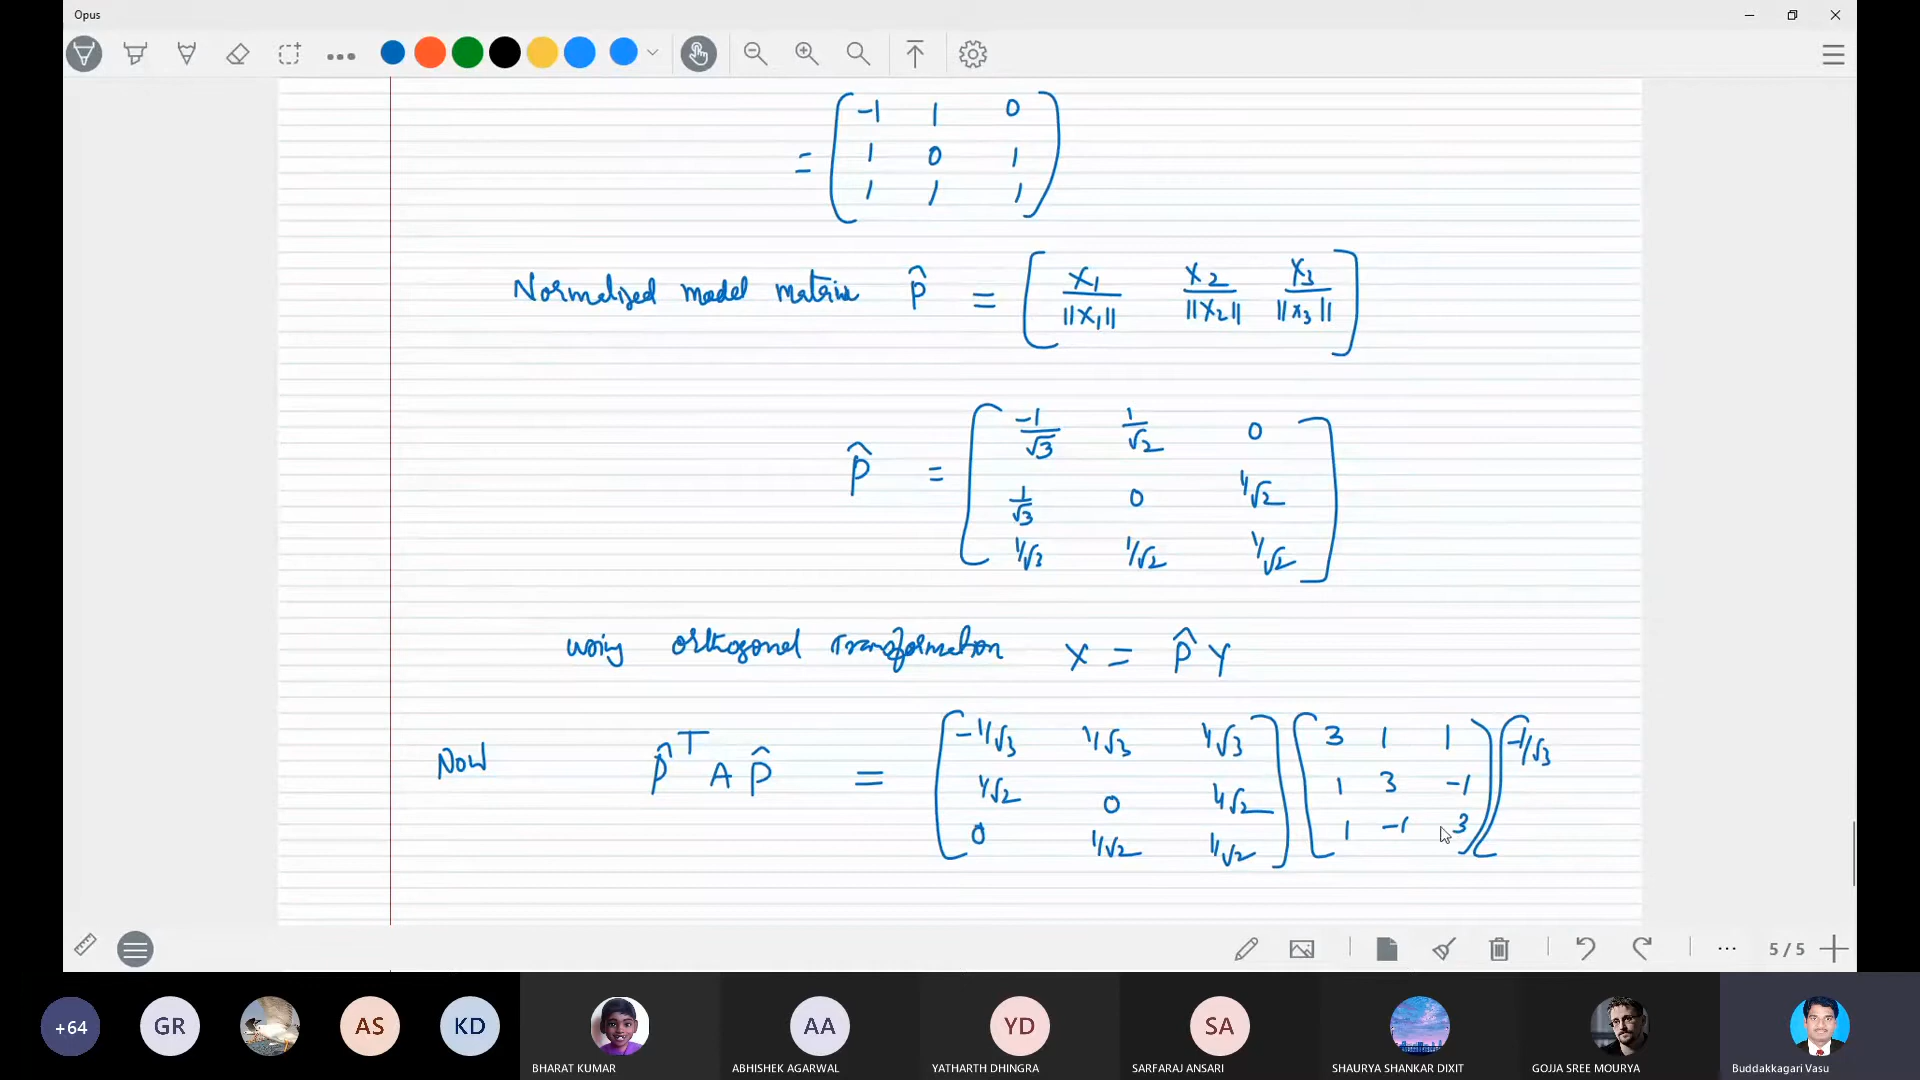 Opus
= [ -1 1 0
1 0 1
1 1 1 ]
Normalized model matrix P̂ = [ X1/||X1|| X2/||X2|| X3/||X3|| ]
P̂ = [ -1/√3 1/√2 0
1/√3 0 1/√2
1/√3 1/√2 1/√2 ]
using orthogonal Transformation X = P̂ Y
Now P̂^T A P̂ = [ -1/√3 1/√3 1/√3 ] [ 3 1 1 ] [ -1/√3
1/√2 0 1/√2 1 3 -1
0 1/√2 1/√2 1 -1 3
5 / 5
+64 GR AS KD AA YD SA
BHARAT KUMAR ABHISHEK AGARWAL YATHARTH DHINGRA SARFARAJ ANSARI SHAURYA SHANKAR DIXIT GOJJA SREE MOURYA Buddakkagari Vasu